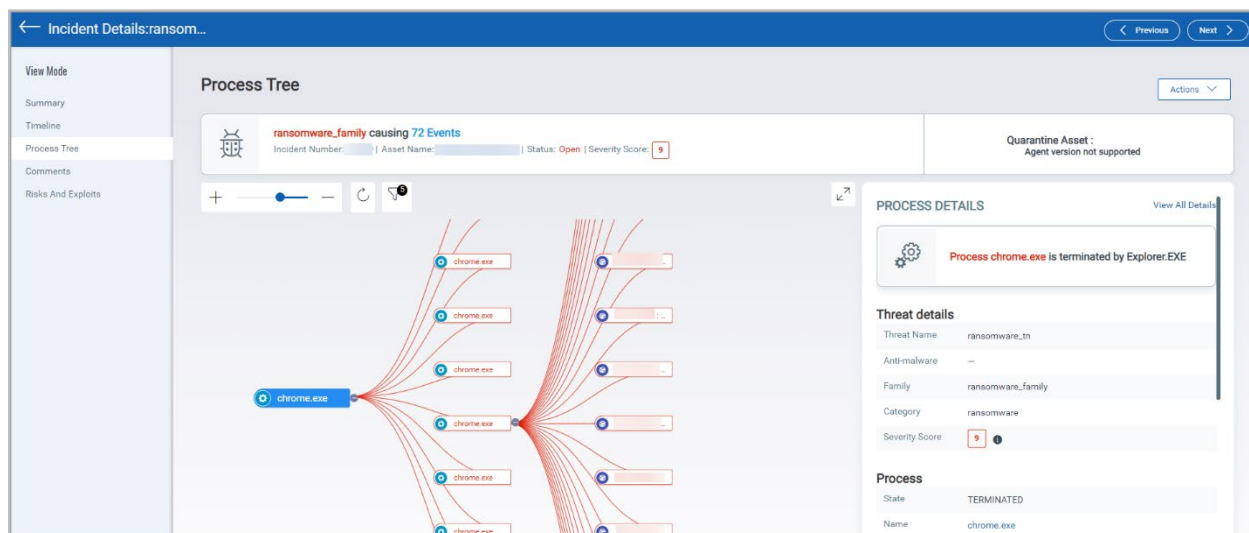 Incident Details:ransom...
Previous
Next
View Mode
Summary
Timeline
Process Tree
Comments
Risks And Exploits
Process Tree
Actions
ransomware_family causing 72 Events
Incident Number: | Asset Name: | Status: Open | Severity Score: 9
Quarantine Asset :
Agent version not supported
5
chrome.exe
chrome.exe
chrome.exe
chrome.exe
chrome.exe
chrome.exe
chrome.exe
PROCESS DETAILS
View All Details
Process chrome.exe is terminated by Explorer.EXE
Threat details
Threat Name ransomware_tn
Anti-malware --
Family ransomware_family
Category ransomware
Severity Score 9
Process
State TERMINATED
Name chrome.exe